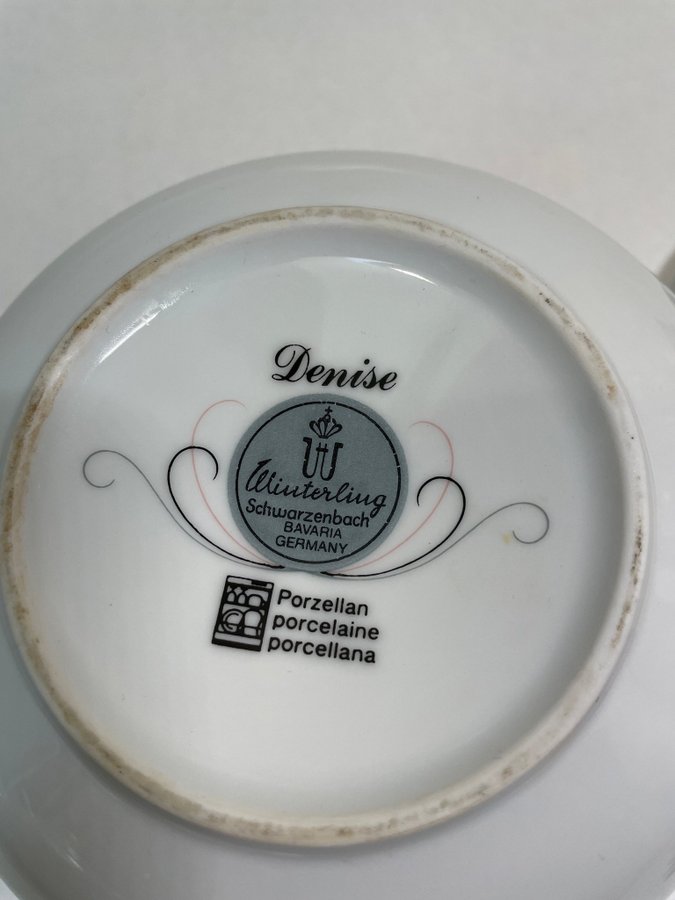 Denise
Winterling
Schwarzenbach
BAVARIA
GERMANY
Porzellan
porcelaine
porcellana